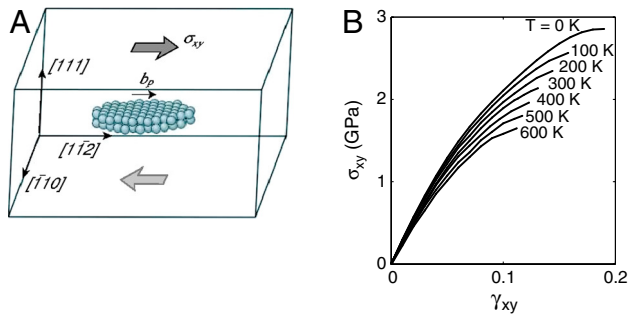 A
σxy
[111]
bp
[11̄2]
[1̄10]
B
3
T = 0 K
100 K
200 K
300 K
400 K
500 K
600 K
2
σxy (GPa)
1
0
0
0.1
0.2
γxy